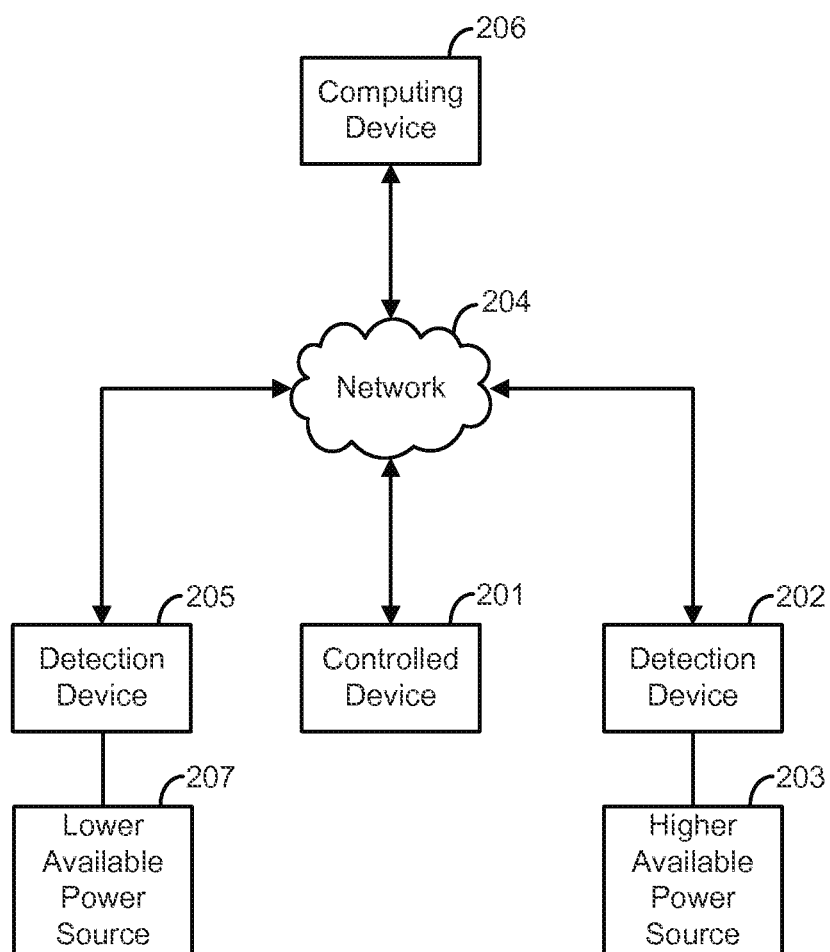 206
Computing
Device
204
Network
205
Detection
Device
201
Controlled
Device
202
Detection
Device
207
Lower
Available
Power
Source
203
Higher
Available
Power
Source